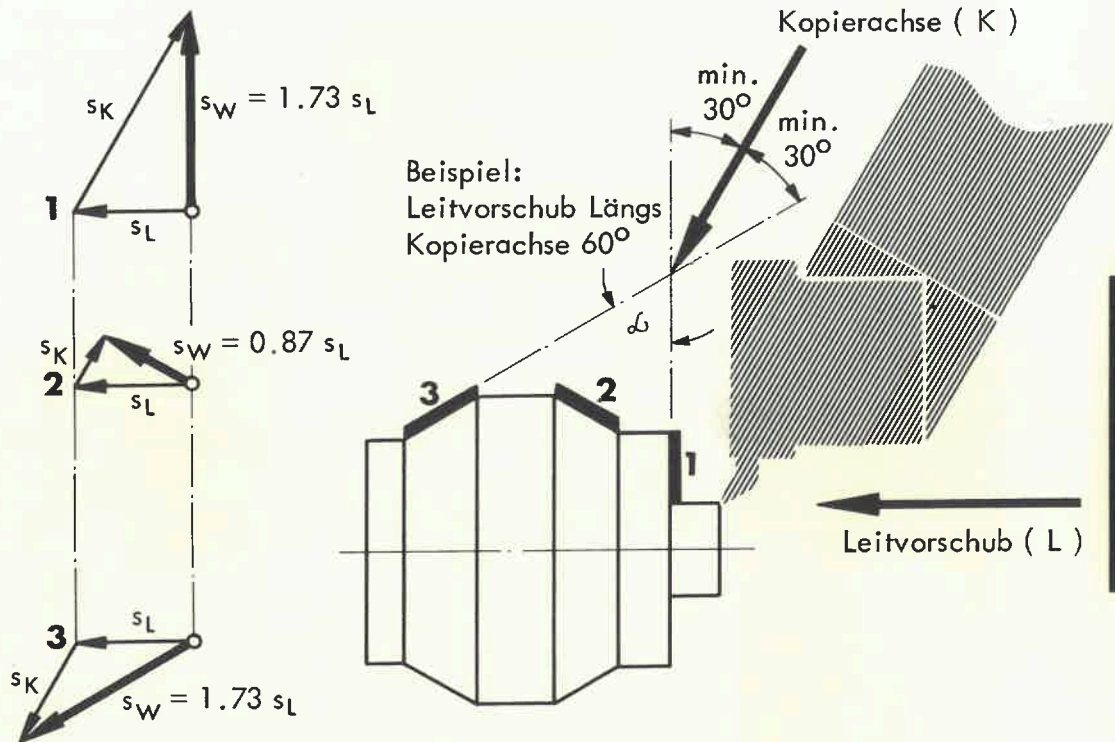 Kopierachse ( K )
min.
30°
min.
30°
Beispiel:
Leitvorschub Längs
Kopierachse 60°
α
sK
sW = 1.73 sL
1
sL
sK
sW = 0.87 sL
2
sL
3
sL
sK
sW = 1.73 sL
3
2
1
Leitvorschub ( L )